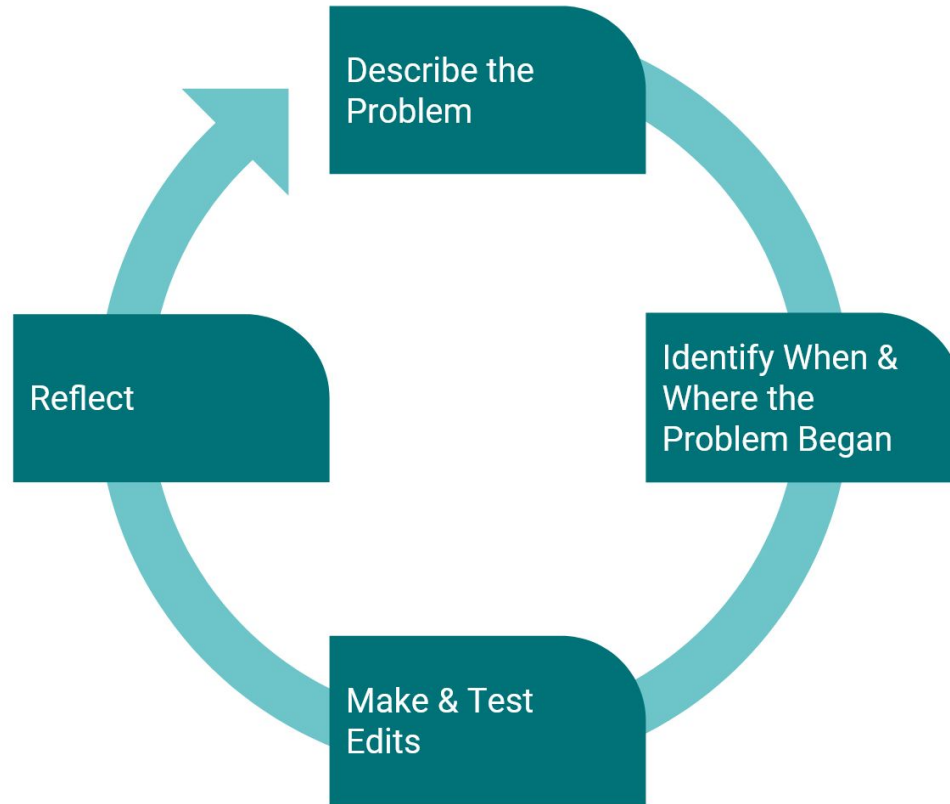 Describe the
Problem
Identify When &
Where the
Problem Began
Make & Test
Edits
Reflect